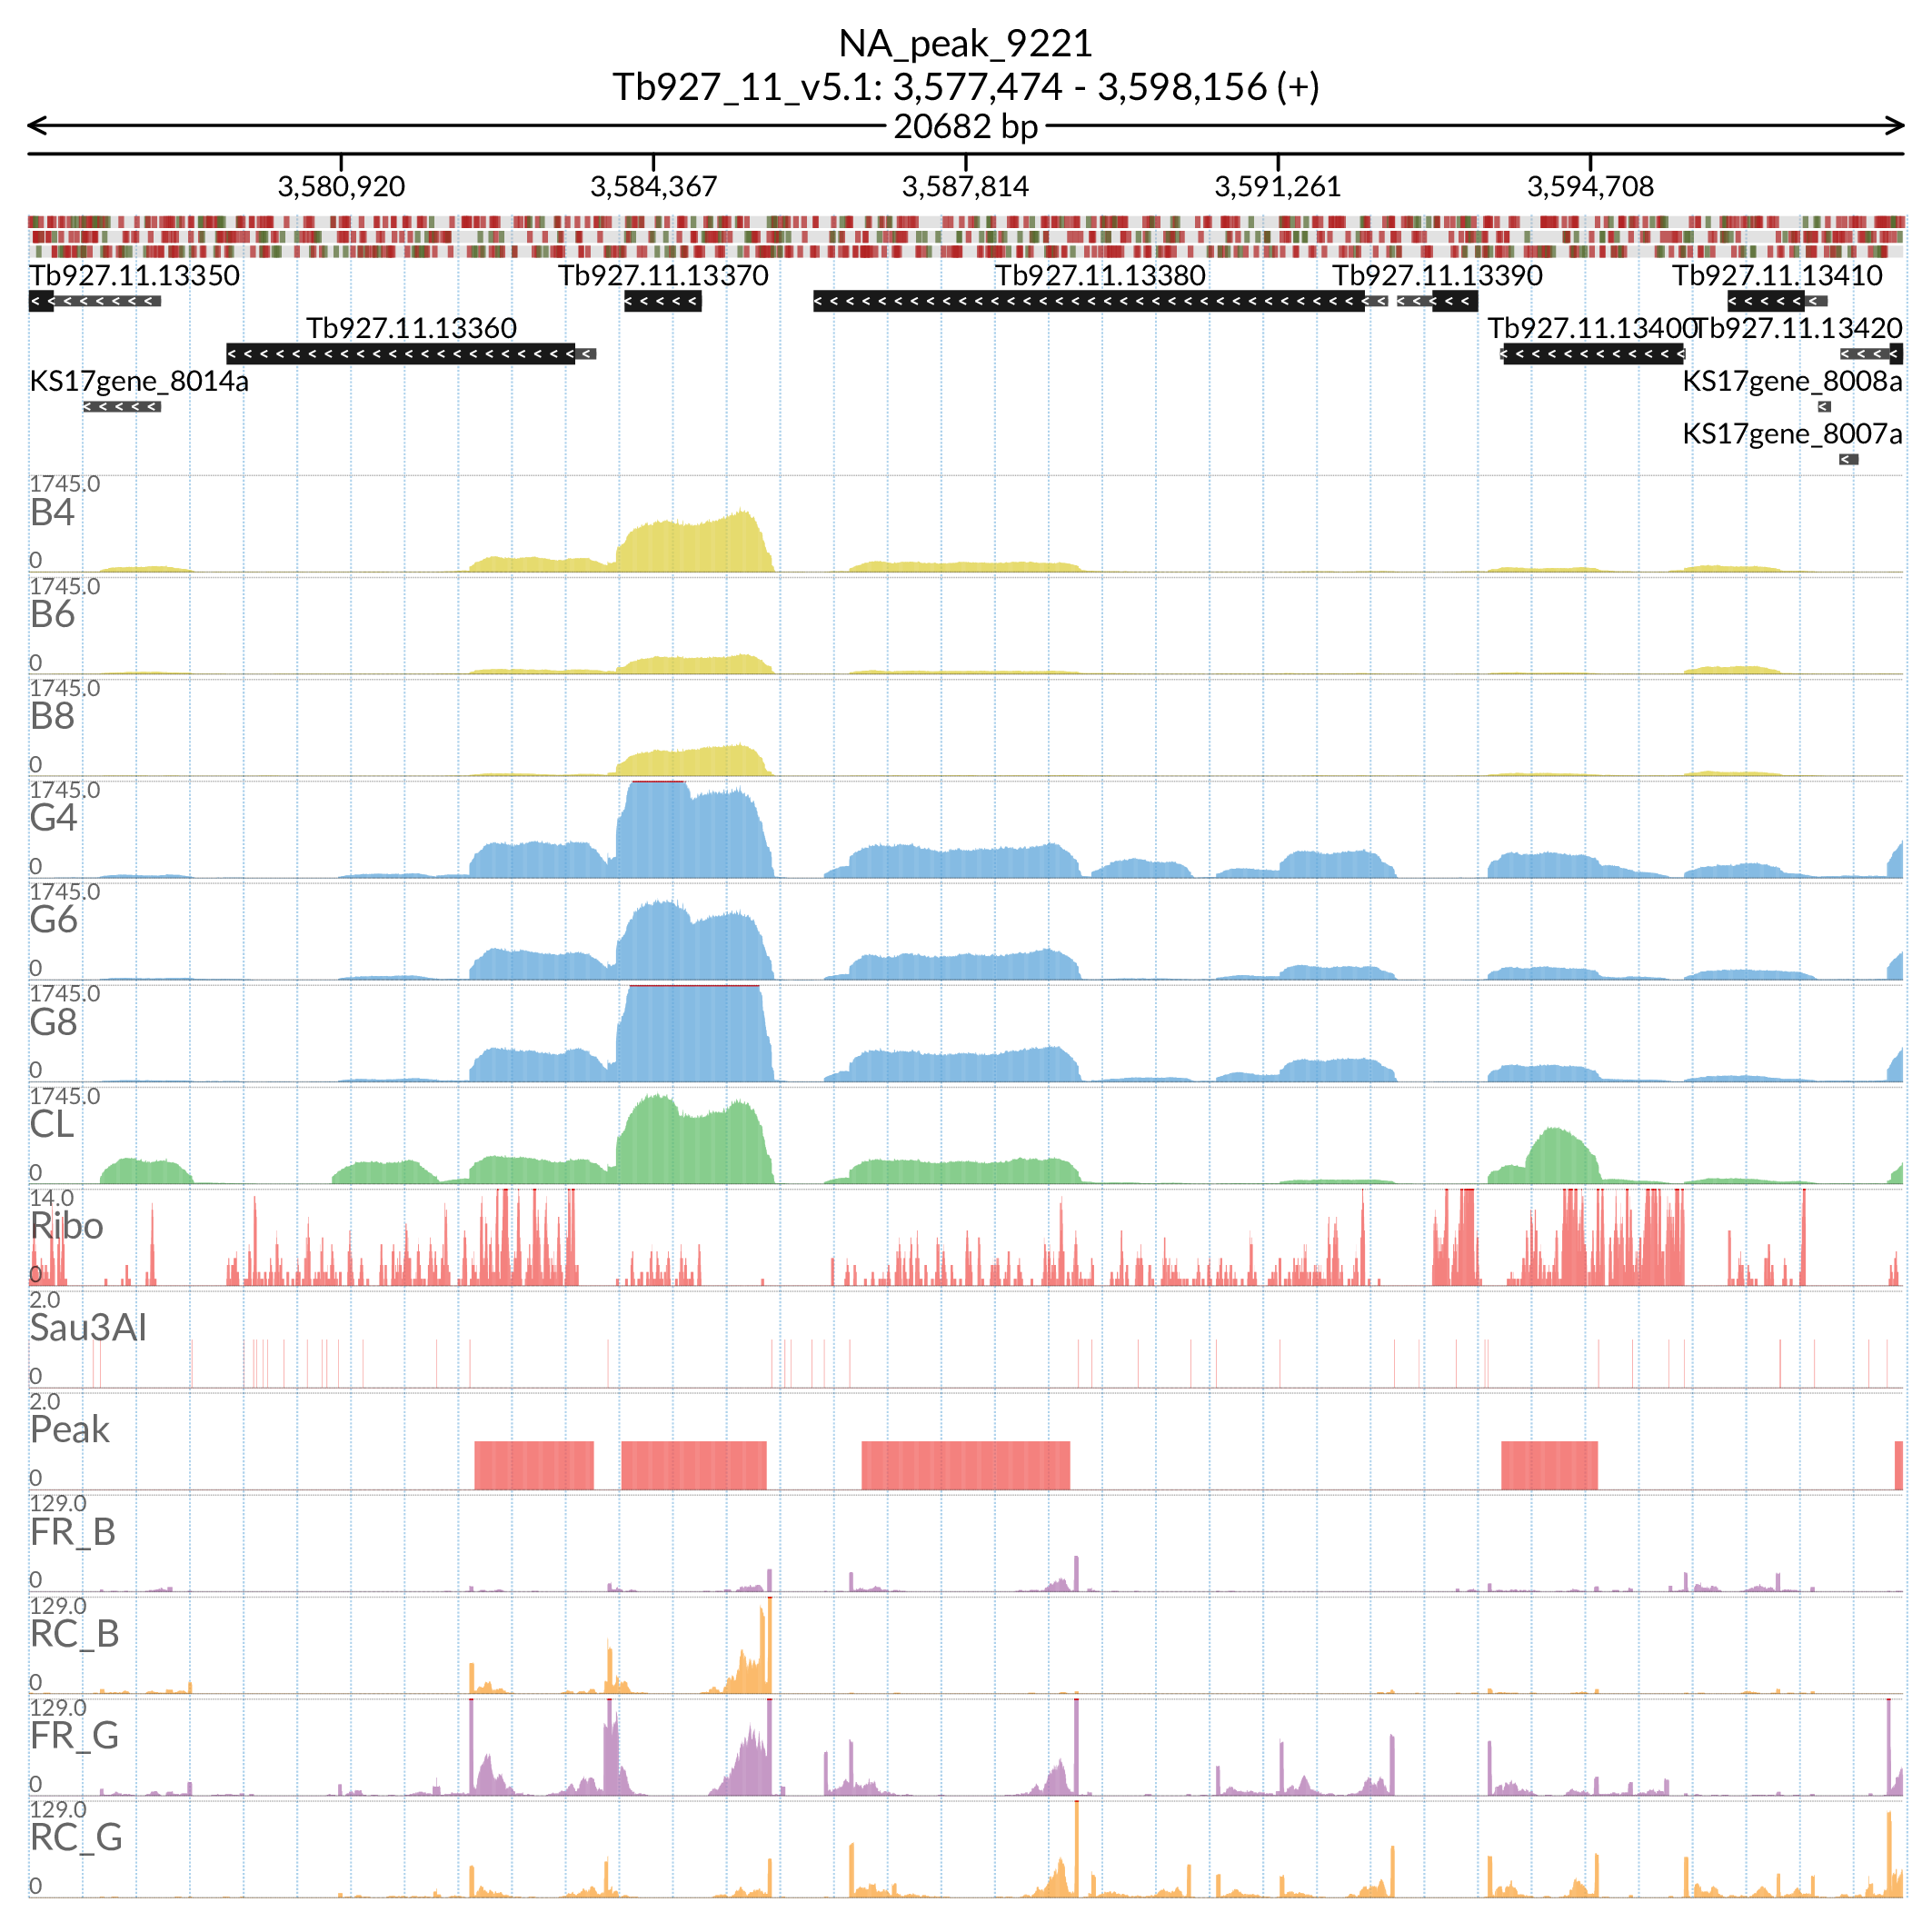 NA_peak_9221
Tb927_11_v5.1: 3,577,474 - 3,598,156 (+)
20682 bp
3,580,920 3,584,367 3,587,814 3,591,261 3,594,708
Tb927.11.13350 Tb927.11.13370 Tb927.11.13380 Tb927.11.13390 Tb927.11.13410
Tb927.11.13360 Tb927.11.13400 Tb927.11.13420
KS17gene_8014a KS17gene_8008a
KS17gene_8007a
1745.0
B4
0
1745.0
B6
0
1745.0
B8
0
1745.0
G4
0
1745.0
G6
0
1745.0
G8
0
1745.0
CL
0
14.0
Ribo
0
2.0
Sau3AI
0
2.0
Peak
0
129.0
FR_B
0
129.0
RC_B
0
129.0
FR_G
0
129.0
RC_G
0